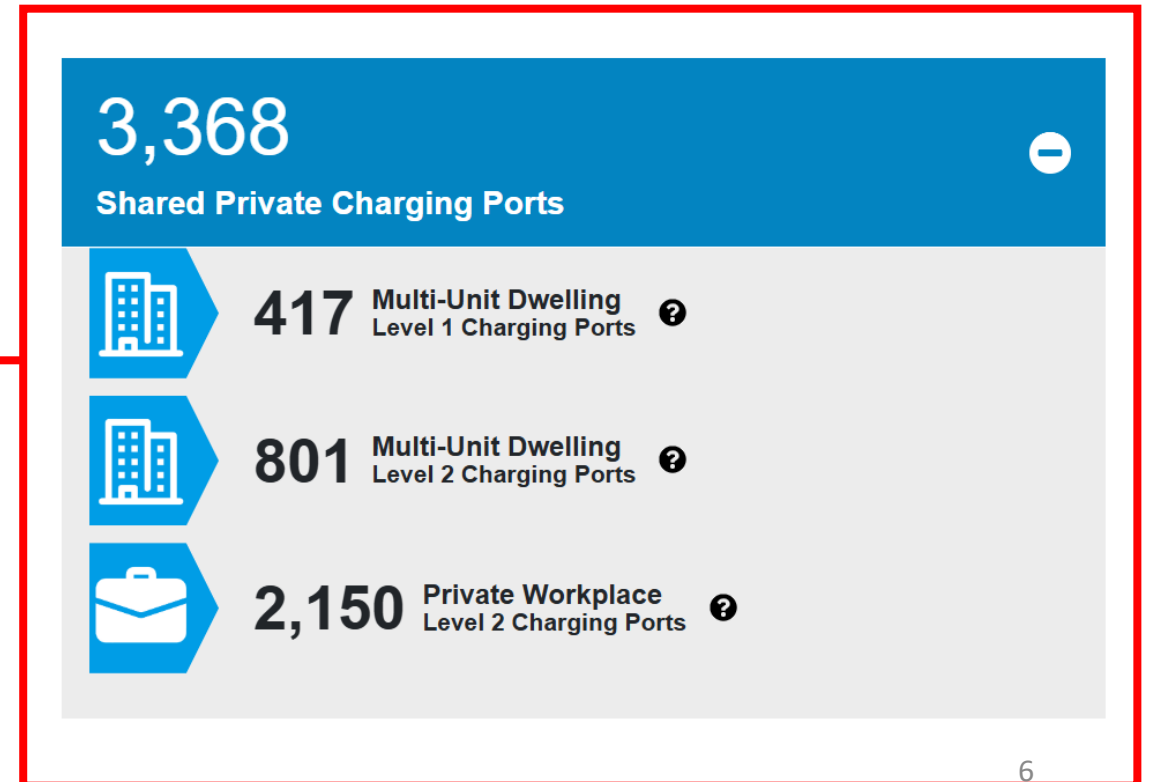 3,368
Shared Private Charging Ports
417 Multi-Unit Dwelling
Level 1 Charging Ports ?
801 Multi-Unit Dwelling
Level 2 Charging Ports ?
2,150 Private Workplace
Level 2 Charging Ports ?
6